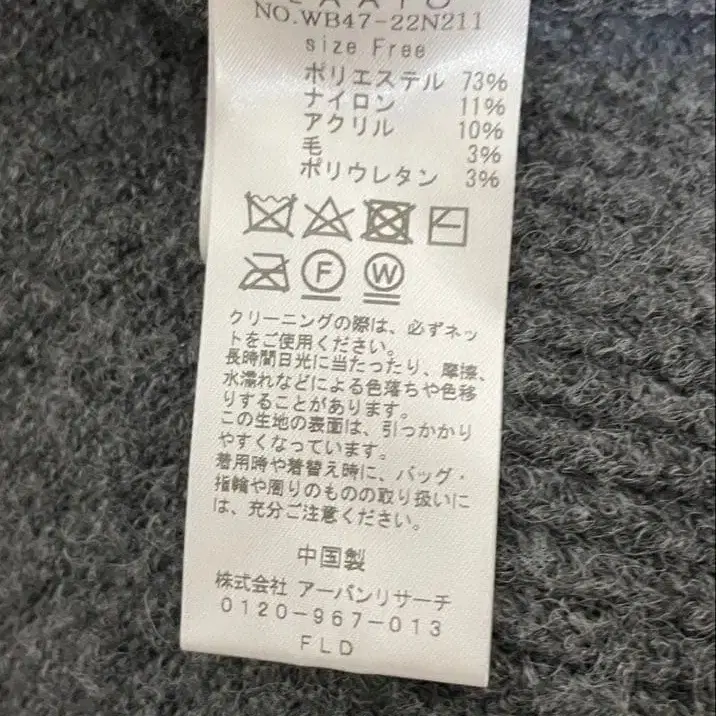 NO.WB47-22N211
size Free
ポリエステル 73%
ナイロン 11%
アクリル 10%
毛 3%
ポリウレタン 3%
F W
クリーニングの際は、必ずネッ
トをご使用ください。
長時間日光に当たったり、摩擦、
水濡れなどによる色落ちや色移
りすることがあります。
この生地の表面は、引っかかり
やすくなっています。
着用時や着替え時に、バッグ・
指輪や周りのものの取り扱いに
は、充分ご注意ください。
中国製
株式会社 アーバンリサーチ
0120-967-013
FLD